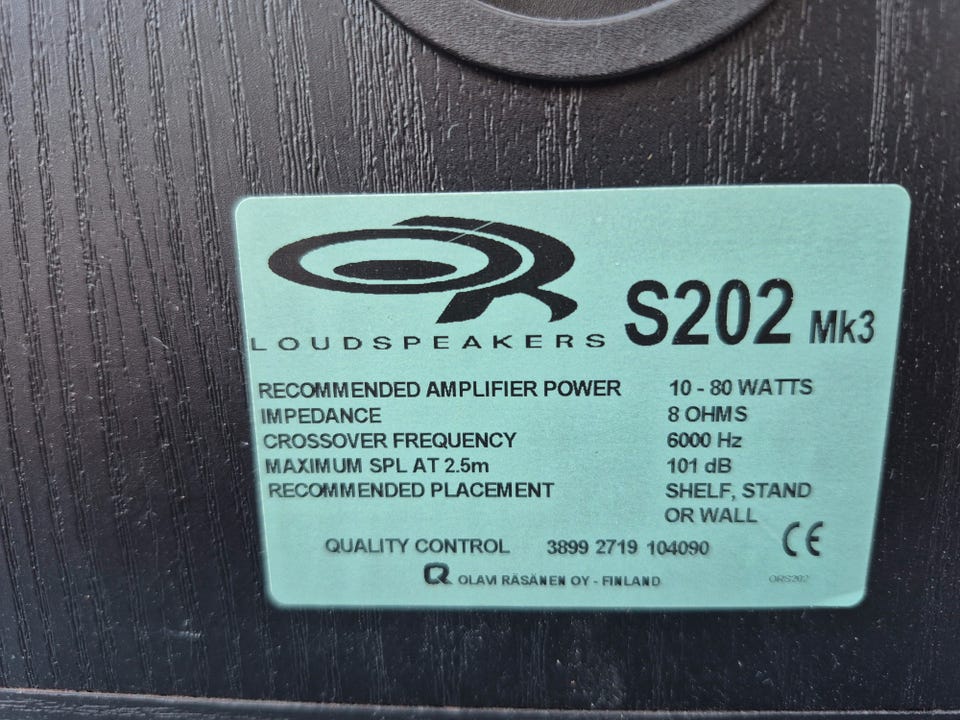 OR
LOUDSPEAKERS
S202 Mk3
RECOMMENDED AMPLIFIER POWER 10 - 80 WATTS
IMPEDANCE 8 OHMS
CROSSOVER FREQUENCY 6000 Hz
MAXIMUM SPL AT 2.5m 101 dB
RECOMMENDED PLACEMENT SHELF, STAND
OR WALL
CE
QUALITY CONTROL 3899 2719 104090
OLAVI RÄSÄNEN OY - FINLAND
ORS202